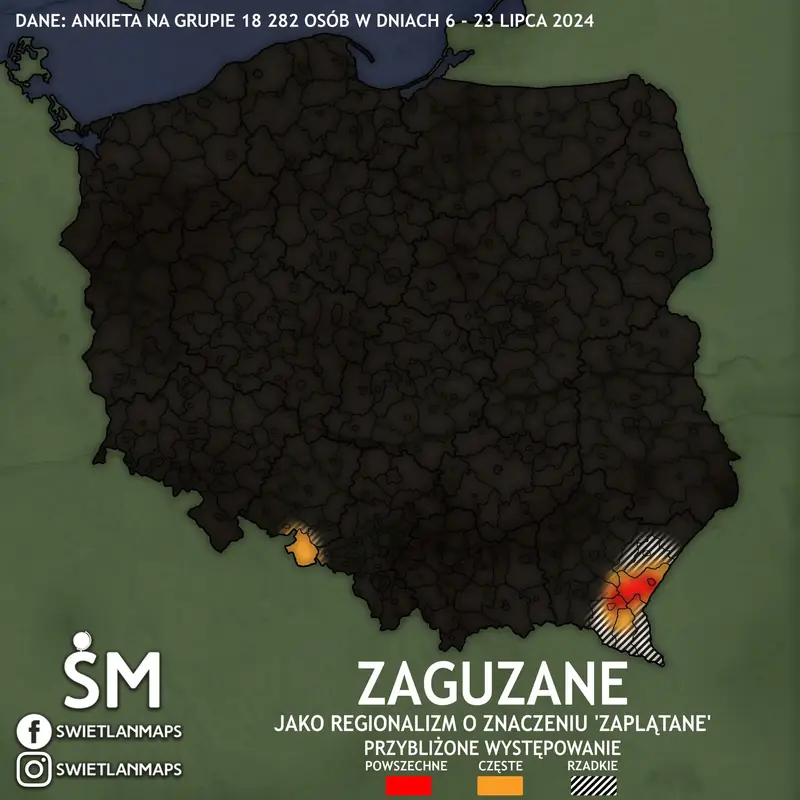 DANE: ANKIETA NA GRUPIE 18 282 OSÓB W DNIACH 6 - 23 LIPCA 2024
ŚM
SWIETLANMAPS
SWIETLANMAPS
ZAGUZANE
JAKO REGIONALIZM O ZNACZENIU 'ZAPLĄTANE'
PRZYBLIŻONE WYSTĘPOWANIE
POWSZECHNE CZĘSTE RZADKIE